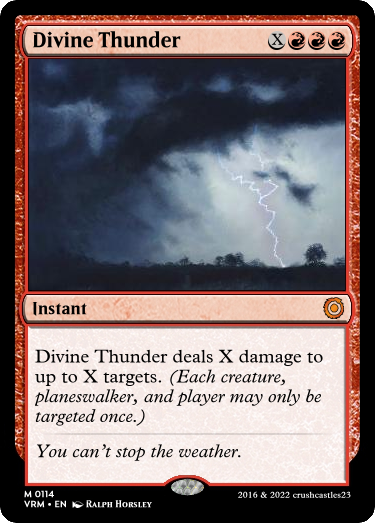 Divine Thunder X
Instant
Divine Thunder deals X damage to
up to X targets. (Each creature,
planeswalker, and player may only be
targeted once.)
You can't stop the weather.
M 0114
VRM • EN Ralph Horsley
2016 & 2022 crushcastles23